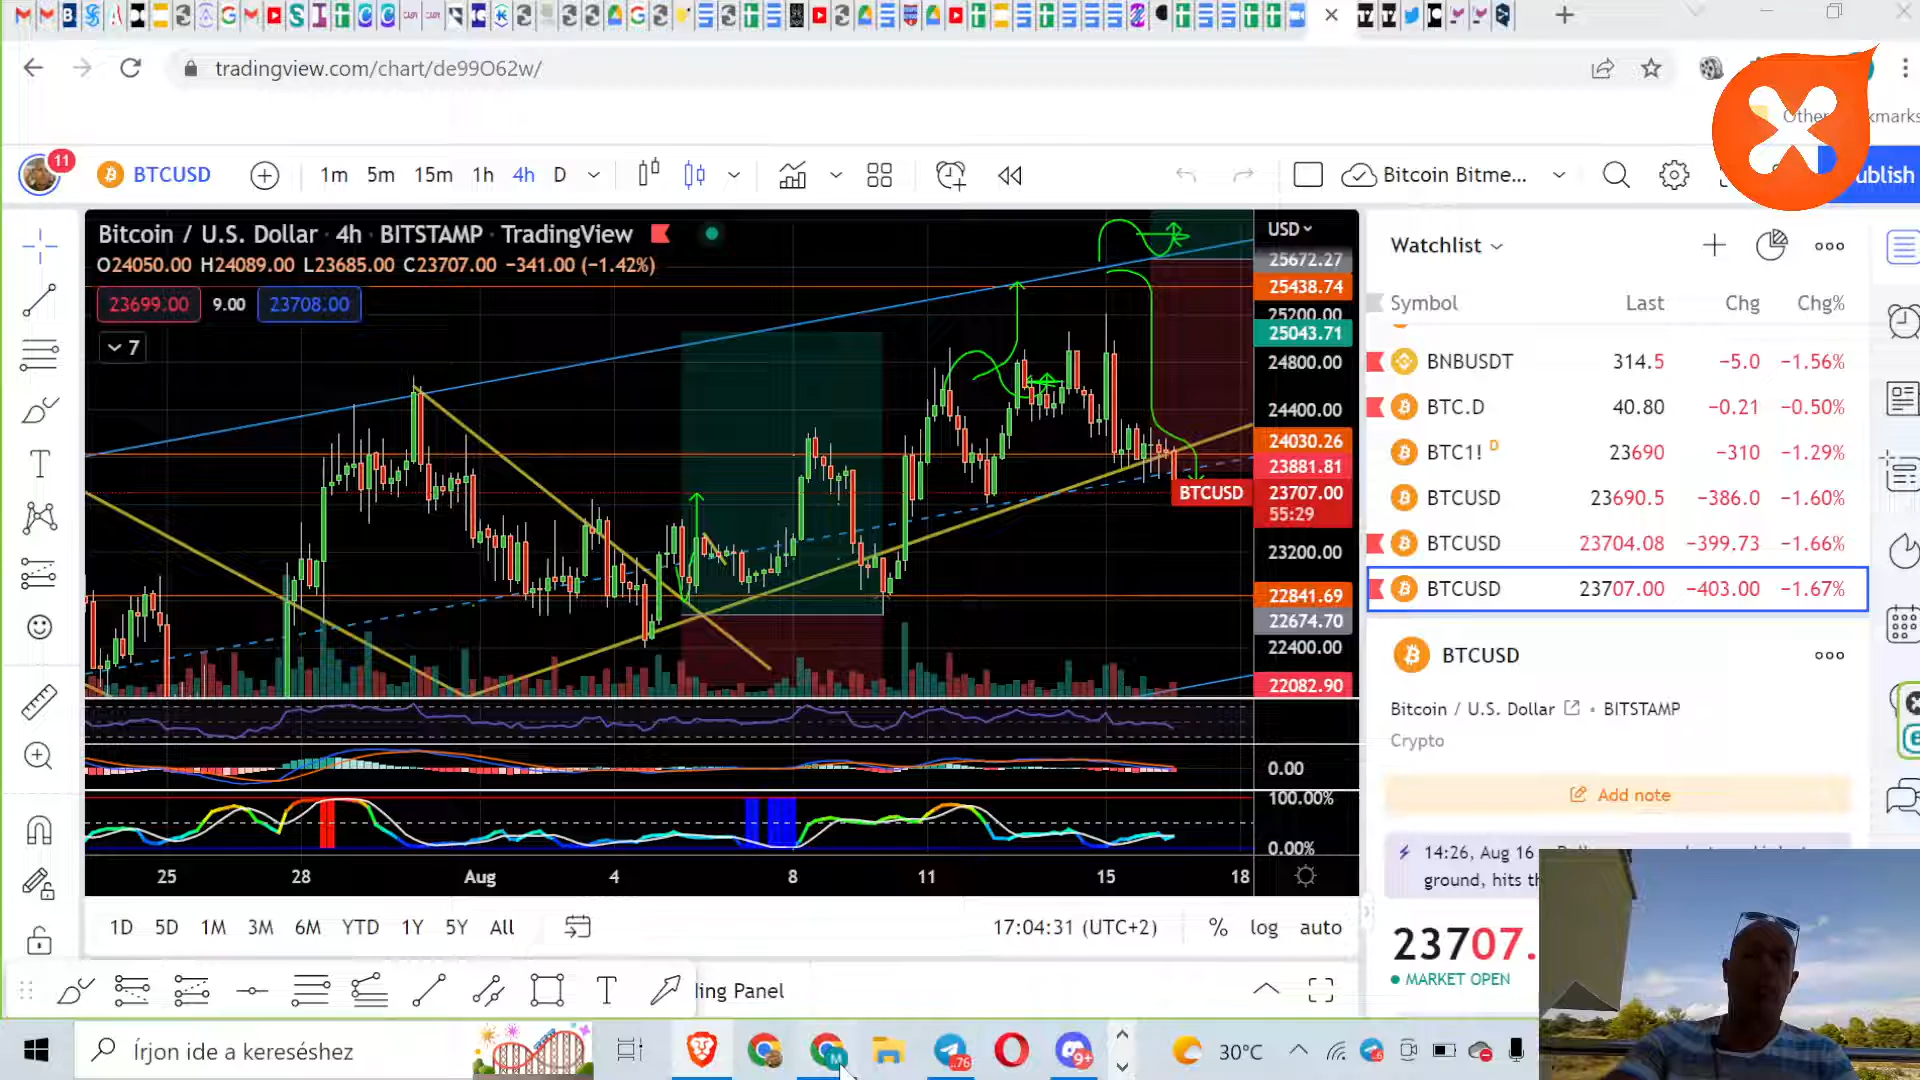 tradingview.com/chart/de99O62w/
Other
kmarks
11
BTCUSD
1m 5m 15m 1h 4h D
Bitcoin Bitme...
ublish
Bitcoin / U.S. Dollar · 4h · BITSTAMP · TradingView
O24050.00 H24089.00 L23685.00 C23707.00 −341.00 (−1.42%)
23699.00 9.00 23708.00
7
USD
25672.27
25438.74
25200.00
25043.71
24800.00
24400.00
24030.26
23881.81
BTCUSD 23707.00
55:29
23200.00
22841.69
22674.70
22400.00
22082.90
0.00
100.00%
0.00%
25 28 Aug 4 8 11 15 18
1D 5D 1M 3M 6M YTD 1Y 5Y All
17:04:31 (UTC+2) % log auto
ling Panel
Watchlist
Symbol Last Chg Chg%
BNBUSDT 314.5 −5.0 −1.56%
BTC.D 40.80 −0.21 −0.50%
BTC1! D 23690 −310 −1.29%
BTCUSD 23690.5 −386.0 −1.60%
BTCUSD 23704.08 −399.73 −1.66%
BTCUSD 23707.00 −403.00 −1.67%
BTCUSD
Bitcoin / U.S. Dollar • BITSTAMP
Crypto
Add note
14:26, Aug 16
ground, hits th
23707.
MARKET OPEN
Írjon ide a kereséshez
M
76
9+
30°C
6